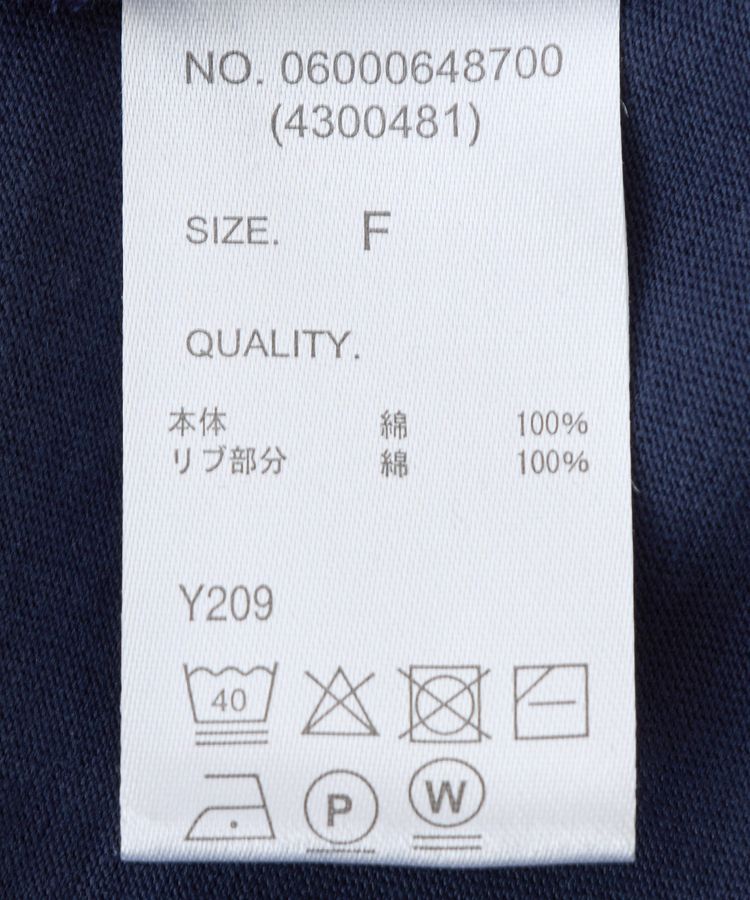 NO. 06000648700
(4300481)
SIZE. F
QUALITY.
本体 綿 100%
リブ部分 綿 100%
Y209
40
P
W